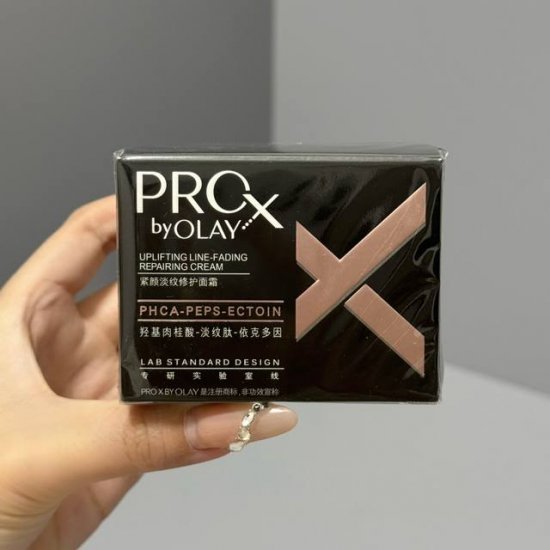 PROX
by OLAY
UPLIFTING LINE-FADING
REPAIRING CREAM
紧颜淡纹修护面霜
PHCA-PEPS-ECTOIN
羟基肉桂酸-淡纹肽-依克多因
LAB STANDARD DESIGN
专研实验室线
PRO X BY OLAY 是注册商标,非功效宣称